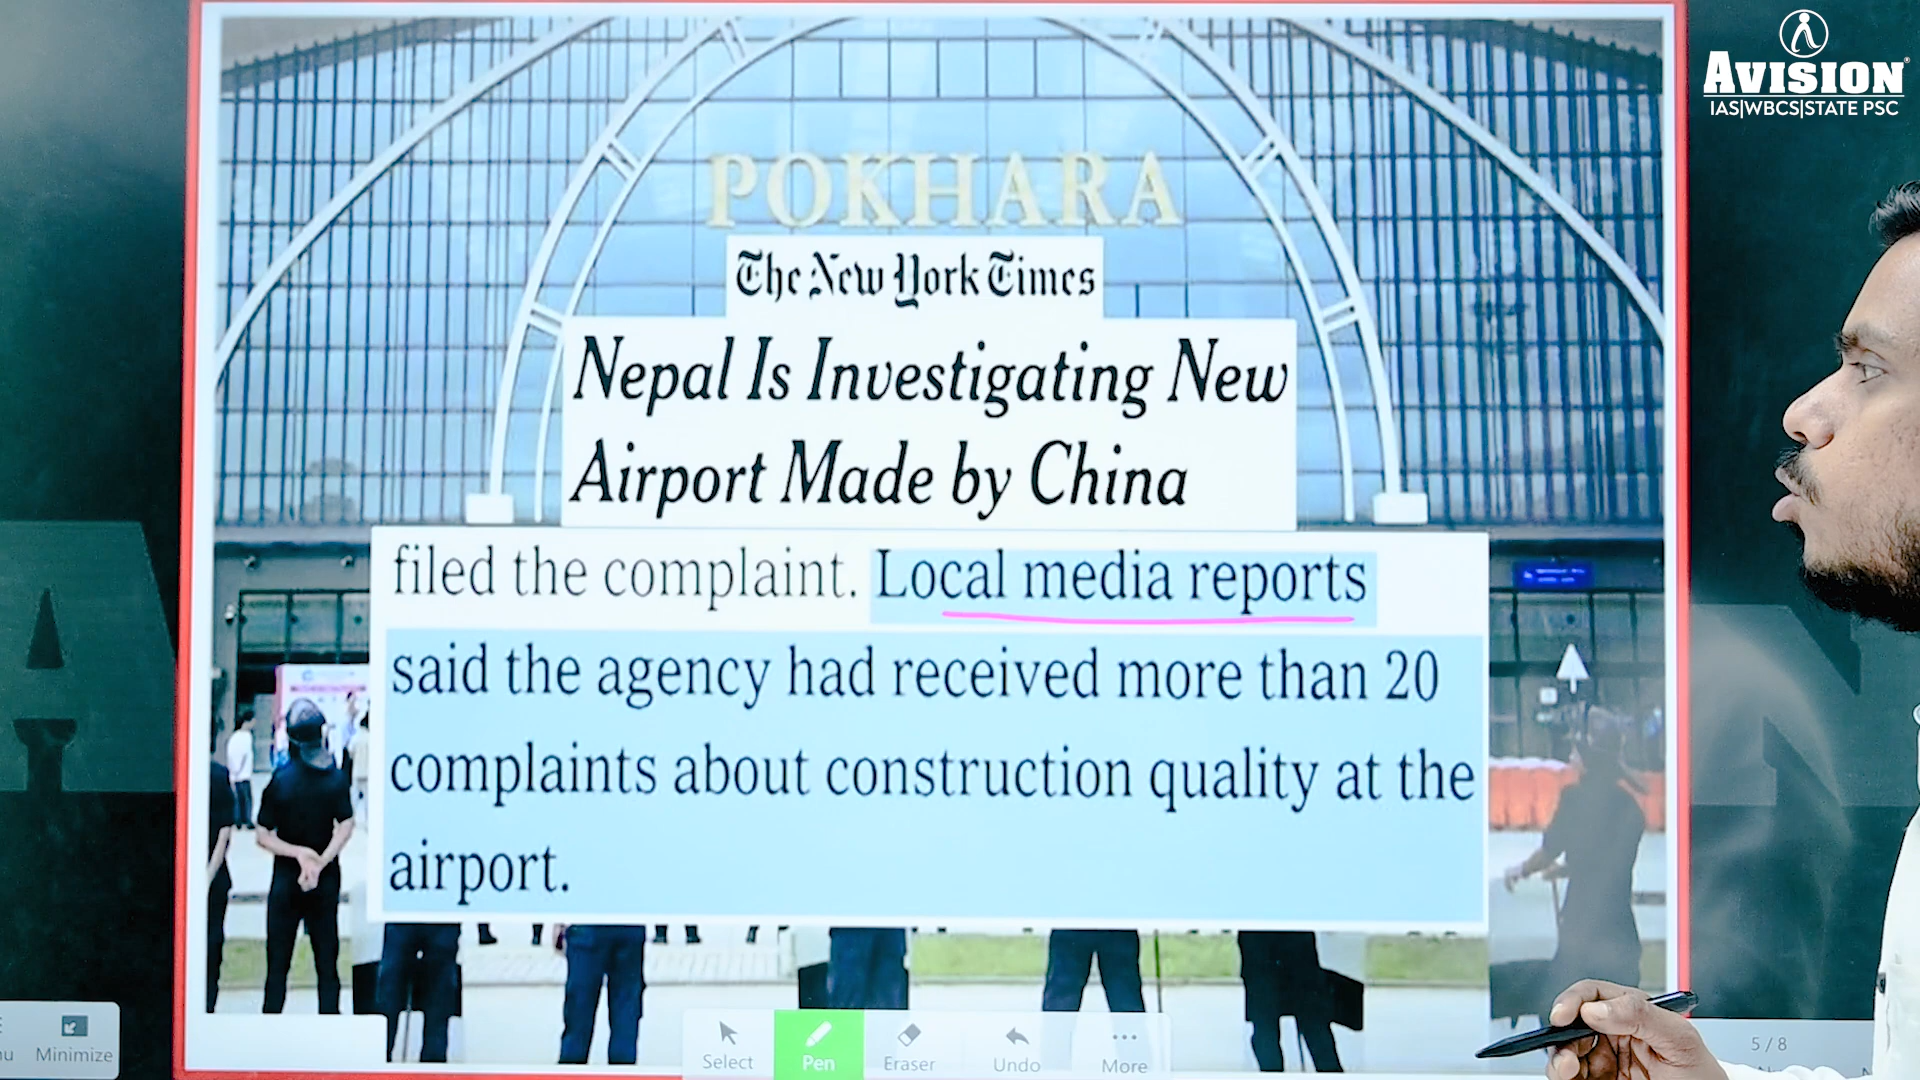 AVISION
IAS|WBCS|STATE PSC
POKHARA
The New York Times
Nepal Is Investigating New
Airport Made by China
filed the complaint. Local media reports
said the agency had received more than 20
complaints about construction quality at the
airport.
Minimize
Select
Pen
Eraser
Undo
More
5 / 8